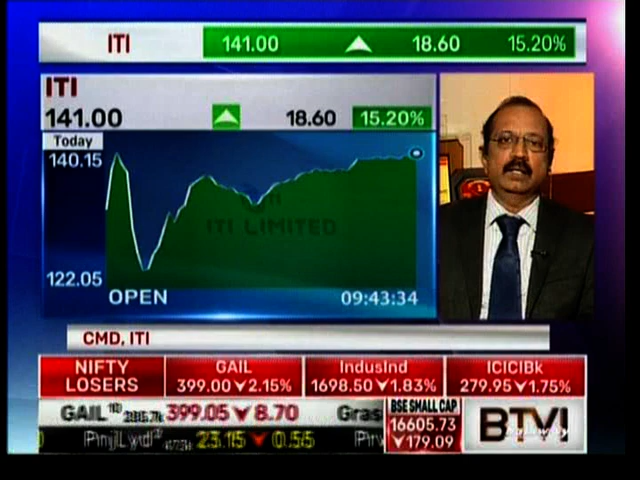 ITI 141.00 18.60 15.20%
ITI
141.00 18.60 15.20%
Today
140.15
ITI LIMITED
122.05
OPEN 09:43:34
CMD, ITI
NIFTY LOSERS
GAIL
399.00 2.15%
IndusInd
1698.50 1.83%
ICICIBk
279.95 1.75%
GAIL 399.05 8.70
BSE SMALL CAP
16605.73
179.09
23.15 0.55
BTVI